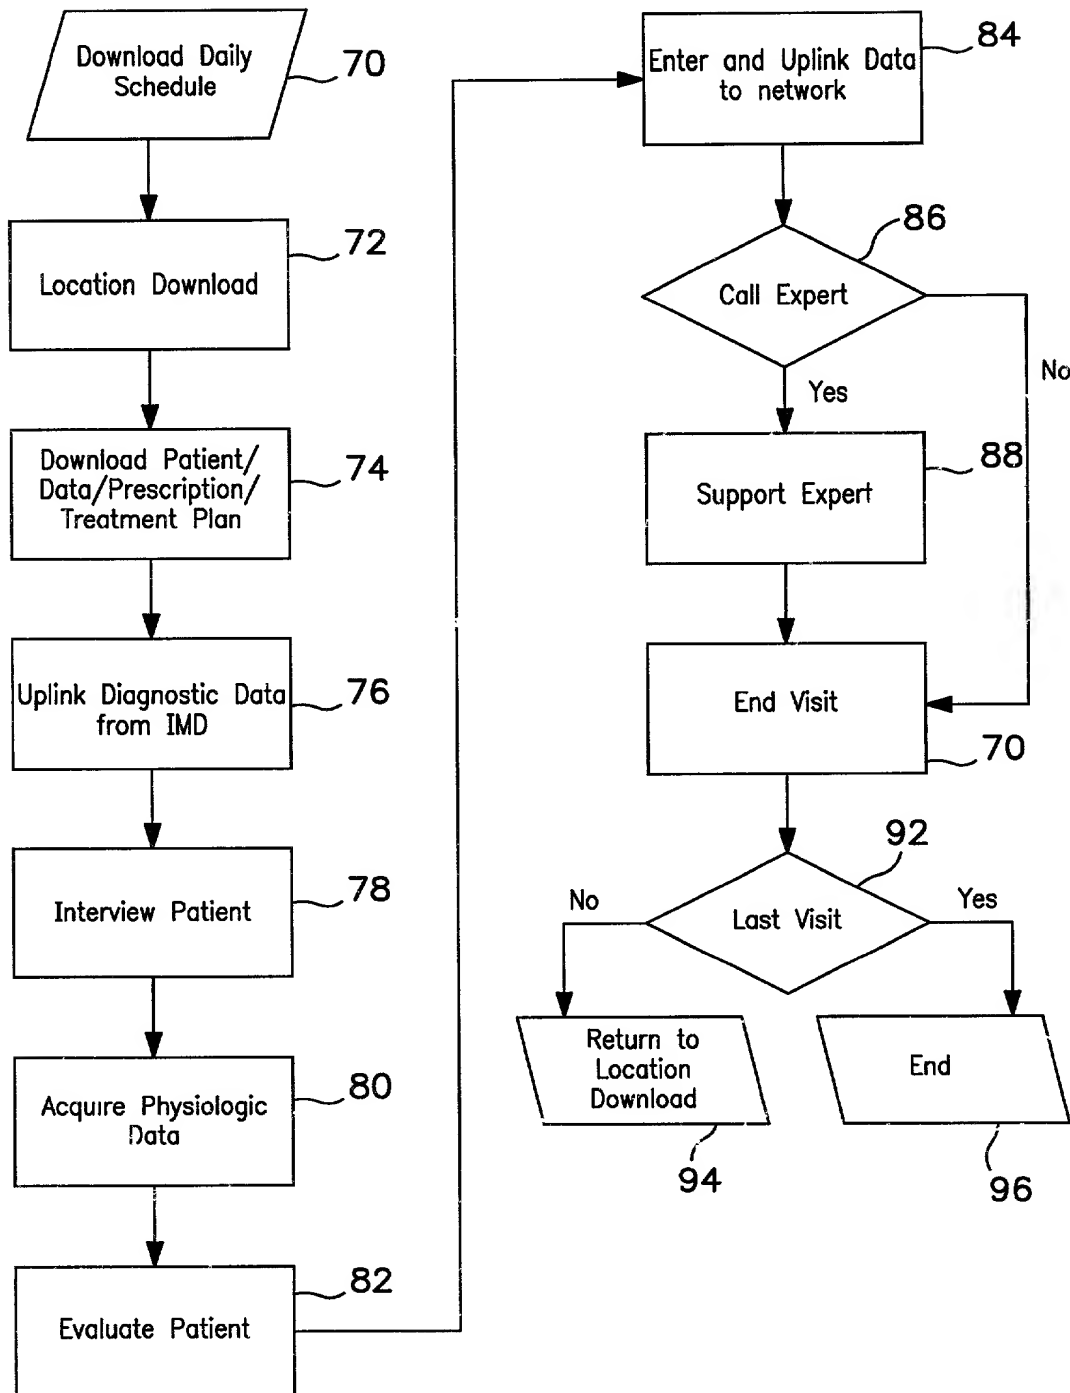 Download Daily
Schedule
70
Location Download
72
Download Patient/
Data/Prescription/
Treatment Plan
74
Uplink Diagnostic Data
from IMD
76
Interview Patient
78
Acquire Physiologic
Data
80
Evaluate Patient
82
Enter and Uplink Data
to network
84
Call Expert
86
No
Yes
Support Expert
88
End Visit
70
Last Visit
92
No
Yes
Return to
Location
Download
94
End
96